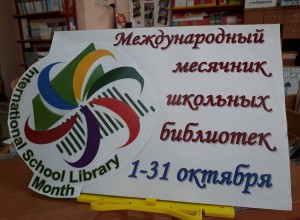 International School Library
Month
Международный
месячник
школьных
библиотек
1-31 октября